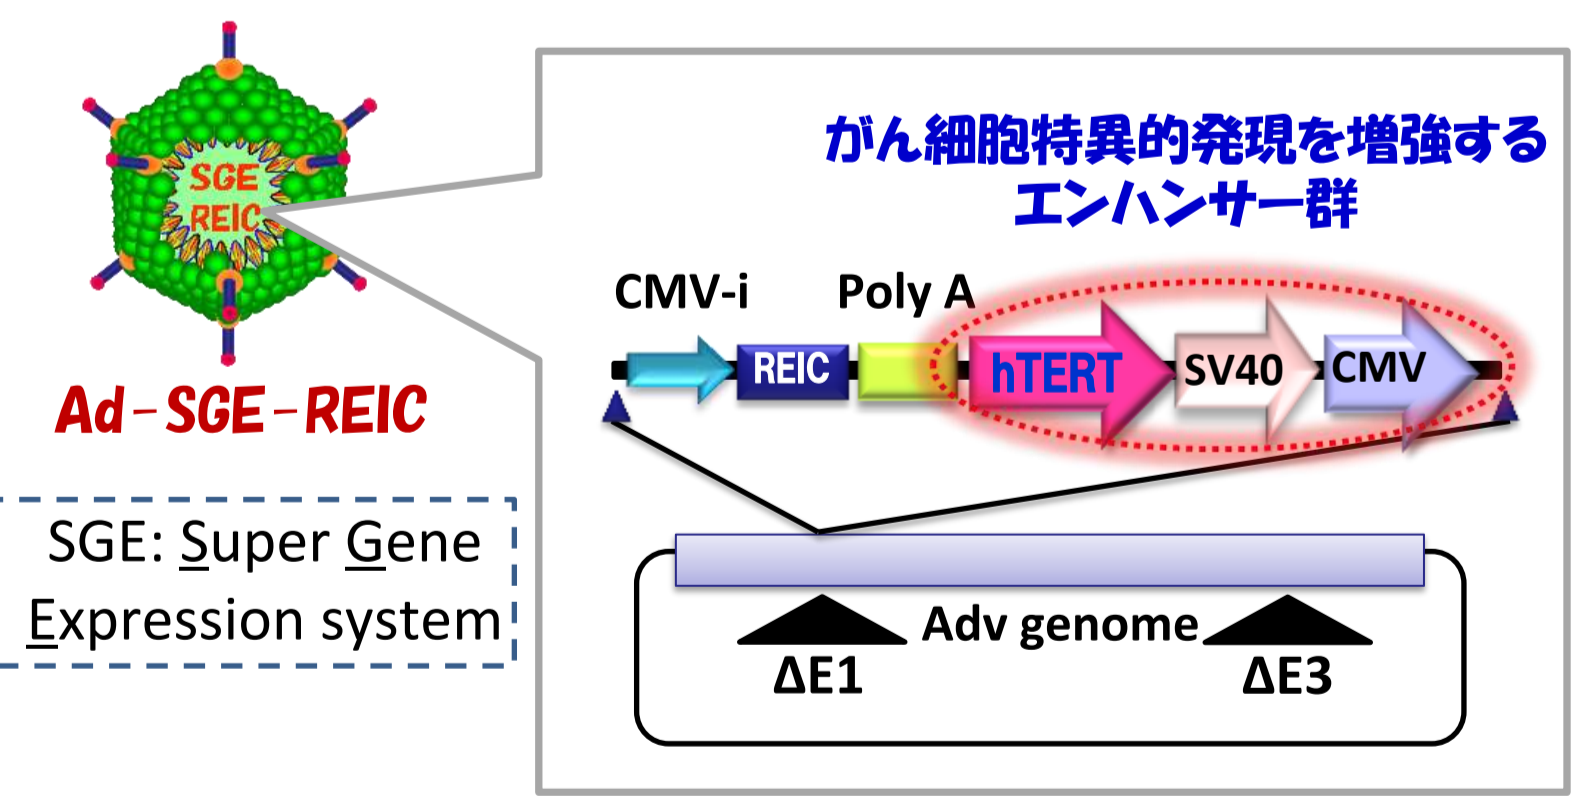 SGE
REIC
Ad-SGE-REIC
SGE: Super Gene
Expression system
がん細胞特異的発現を増強する
エンハンサー群
CMV-i Poly A
REIC hTERT SV40 CMV
Adv genome
ΔE1 ΔE3